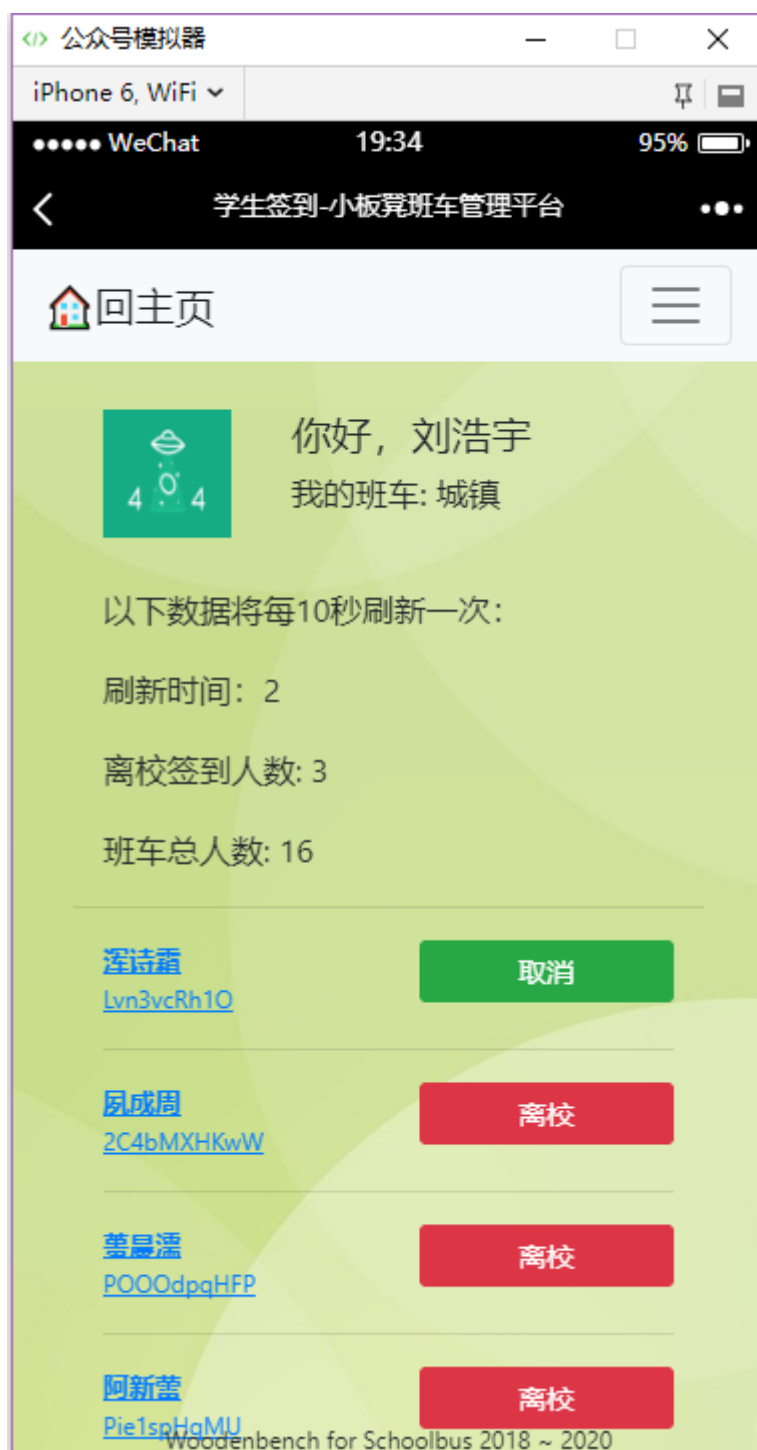 公众号模拟器
iPhone 6, WiFi
WeChat 19:34 95%
学生签到-小板凳班车管理平台
回主页
4 0 4
你好，刘浩宇
我的班车: 城镇
以下数据将每10秒刷新一次：
刷新时间：2
离校签到人数: 3
班车总人数: 16
浑诗霜 取消
Lvn3vcRh1O
夙成周 离校
2C4bMXHKwW
离校
POOOdpqHFP
阿新蕾 离校
Pie1spHgMU
Woodenbench for Schoolbus 2018 ~ 2020